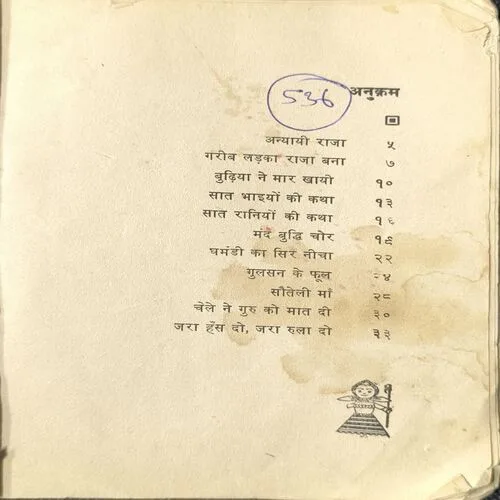 अनुक्रम
536
अन्यायी राजा ५
गरीब लड़का राजा बना ७
बुढ़िया ने मार खायी १०
सात भाइयों की कथा १३
सात रानियों की कथा १६
मंद बुद्धि चोर १९
घमंडी का सिर नीचा २२
गुलसन के फूल ४
सौतेली माँ २८
चेले ने गुरु को मात दी ३०
जरा हँस दो, जरा रुला दो ३३